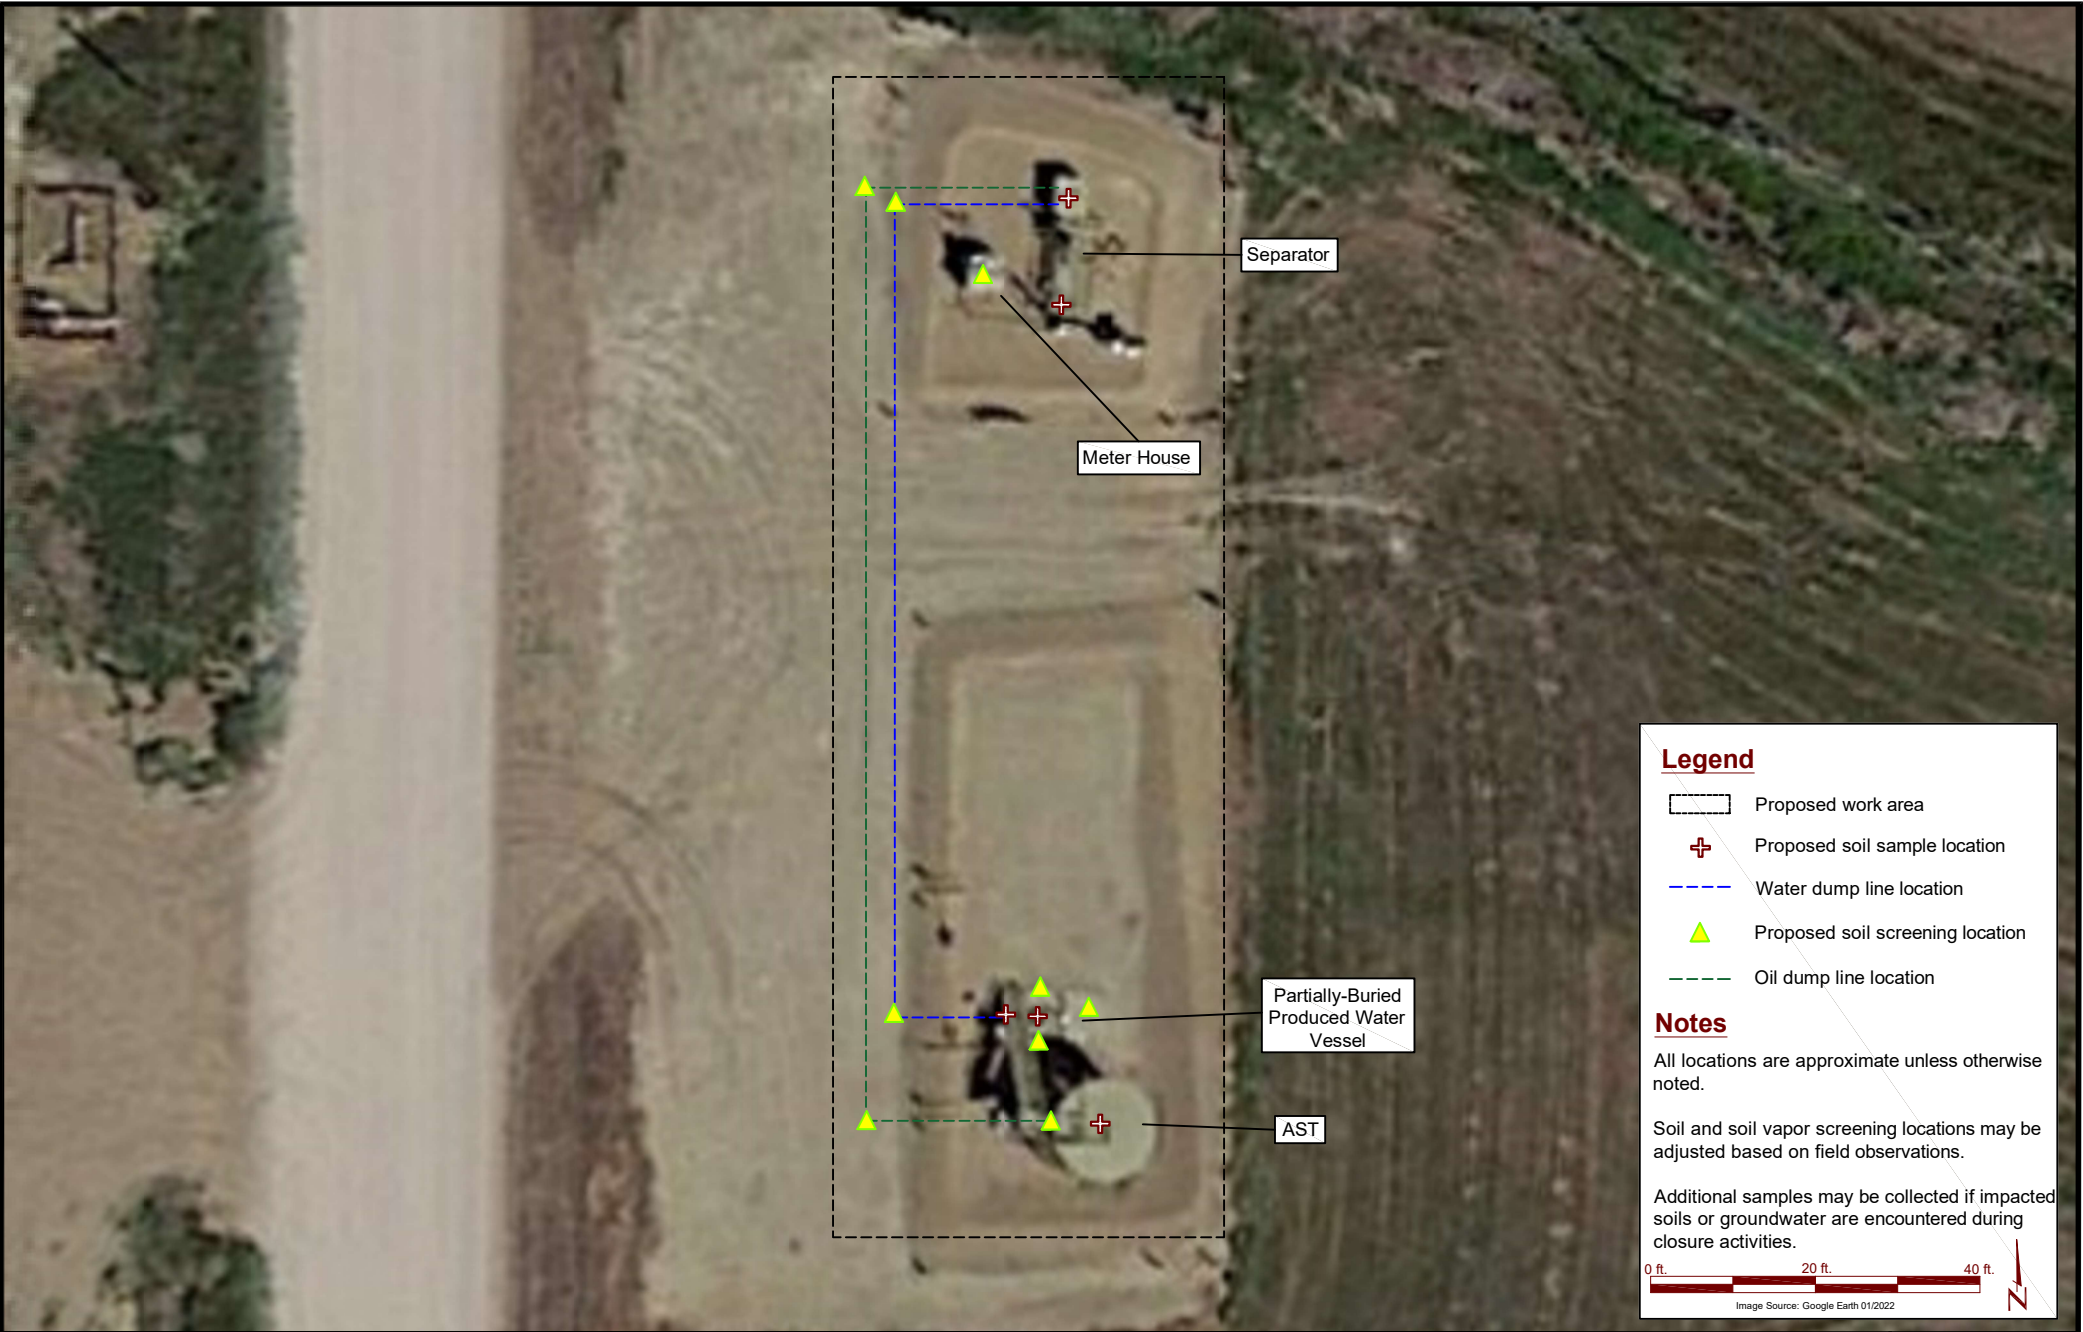 Separator
Meter House
Partially-Buried
Produced Water
Vessel
AST
Legend
Proposed work area
Proposed soil sample location
Water dump line location
Proposed soil screening location
Oil dump line location
Notes
All locations are approximate unless otherwise
noted.
Soil and soil vapor screening locations may be
adjusted based on field observations.
Additional samples may be collected if impacted
soils or groundwater are encountered during
closure activities.
0 ft. 20 ft. 40 ft.
Image Source: Google Earth 01/2022
N